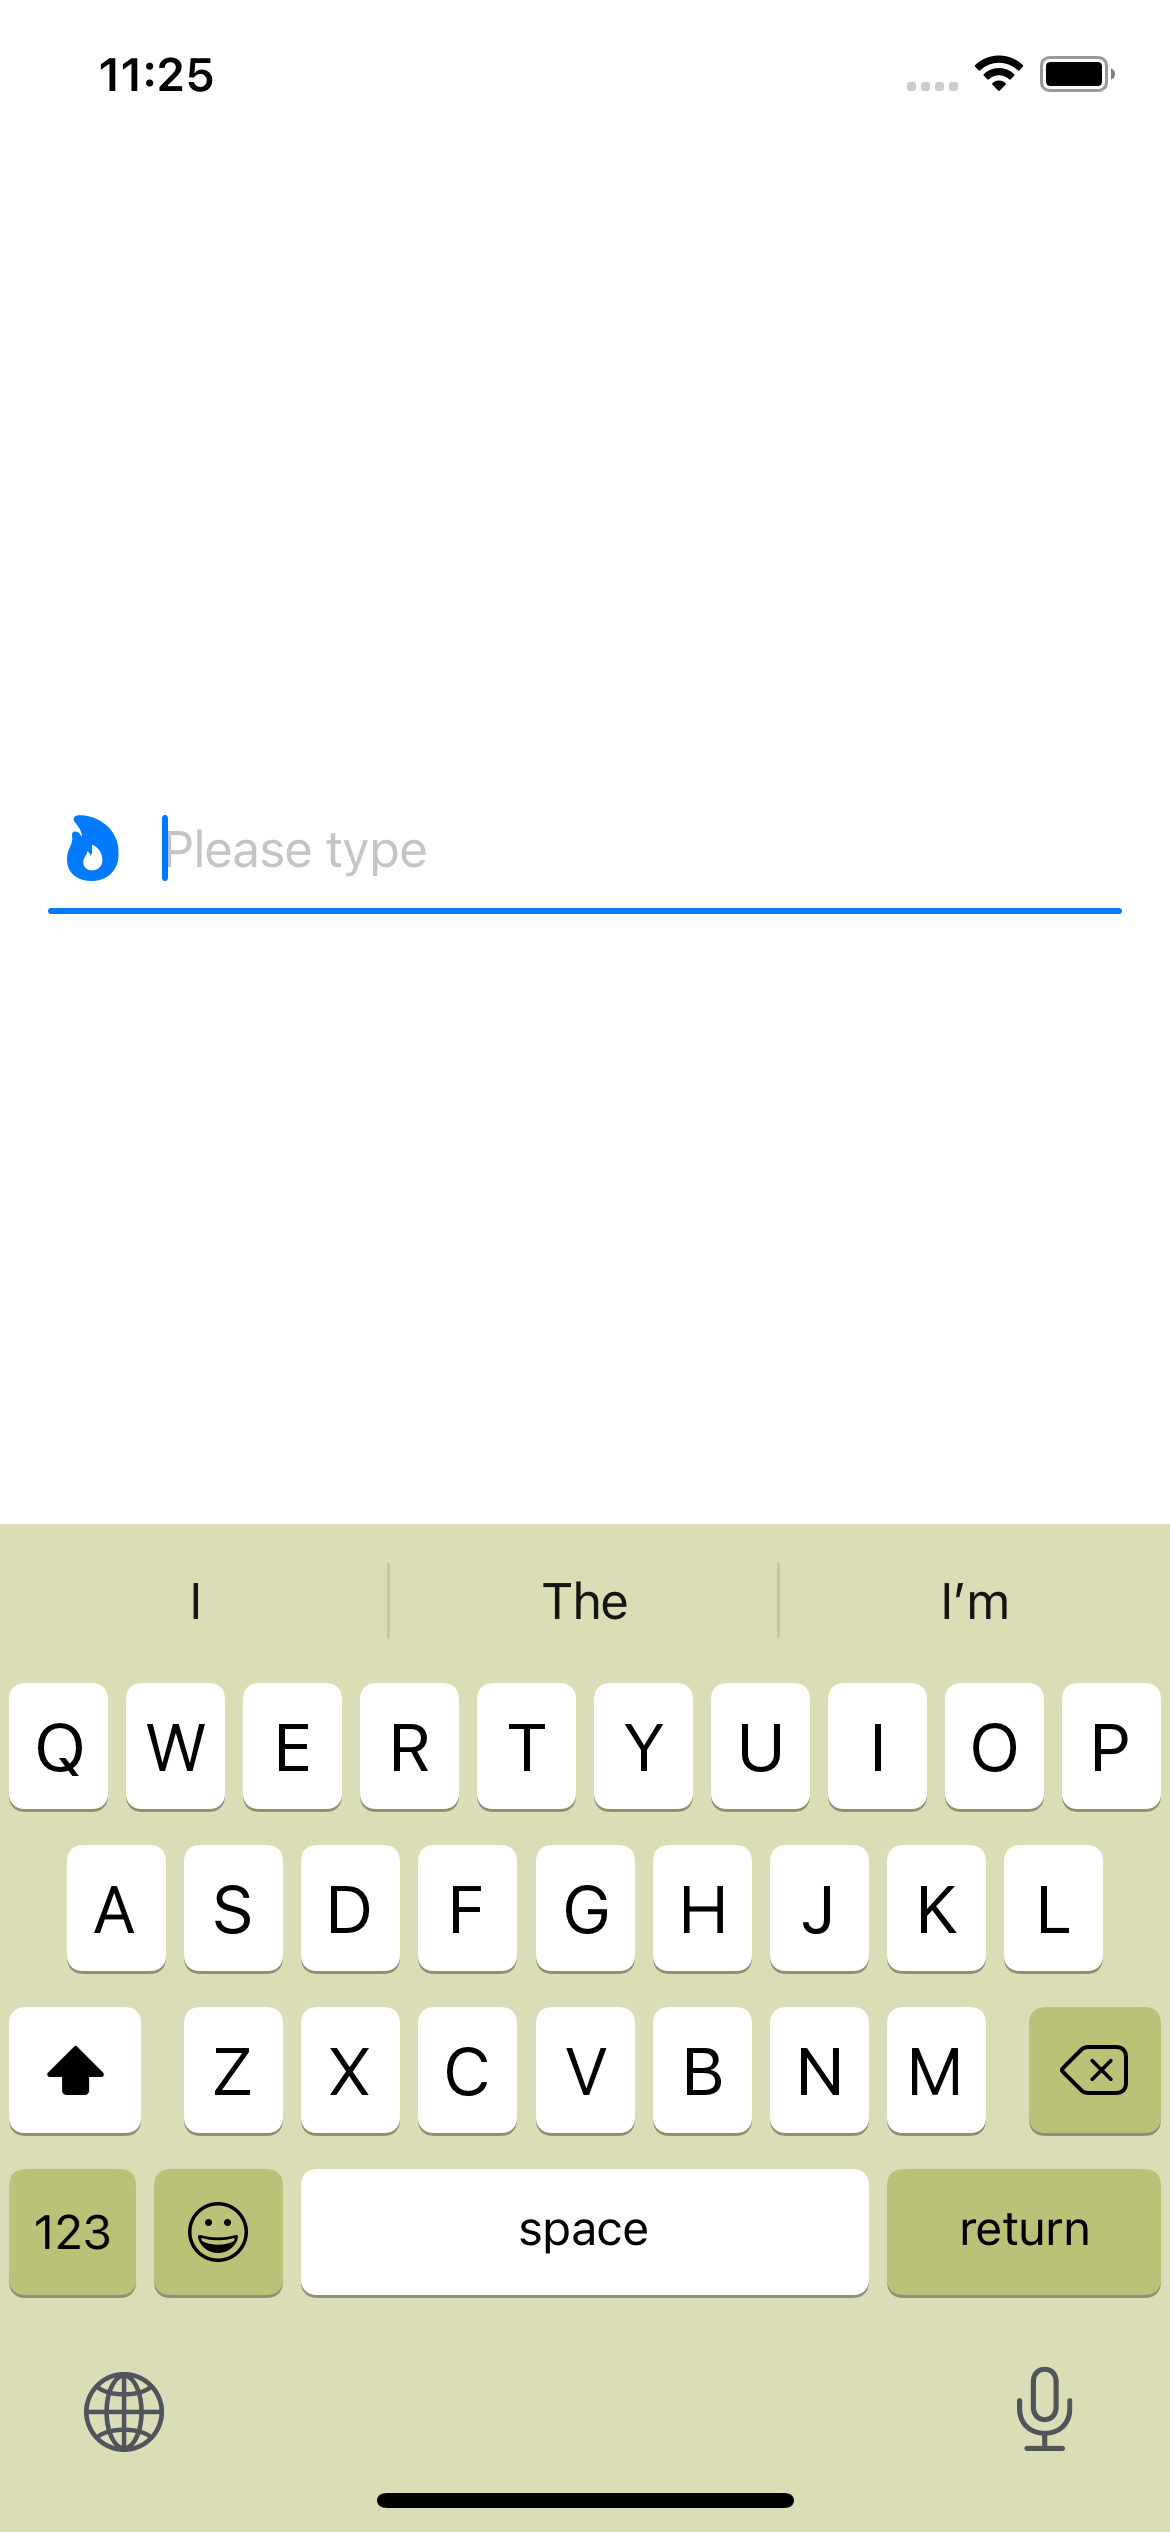 11:25
Please type
I The I’m
Q W E R T Y U I O P
A S D F G H J K L
Z X C V B N M
123 space return